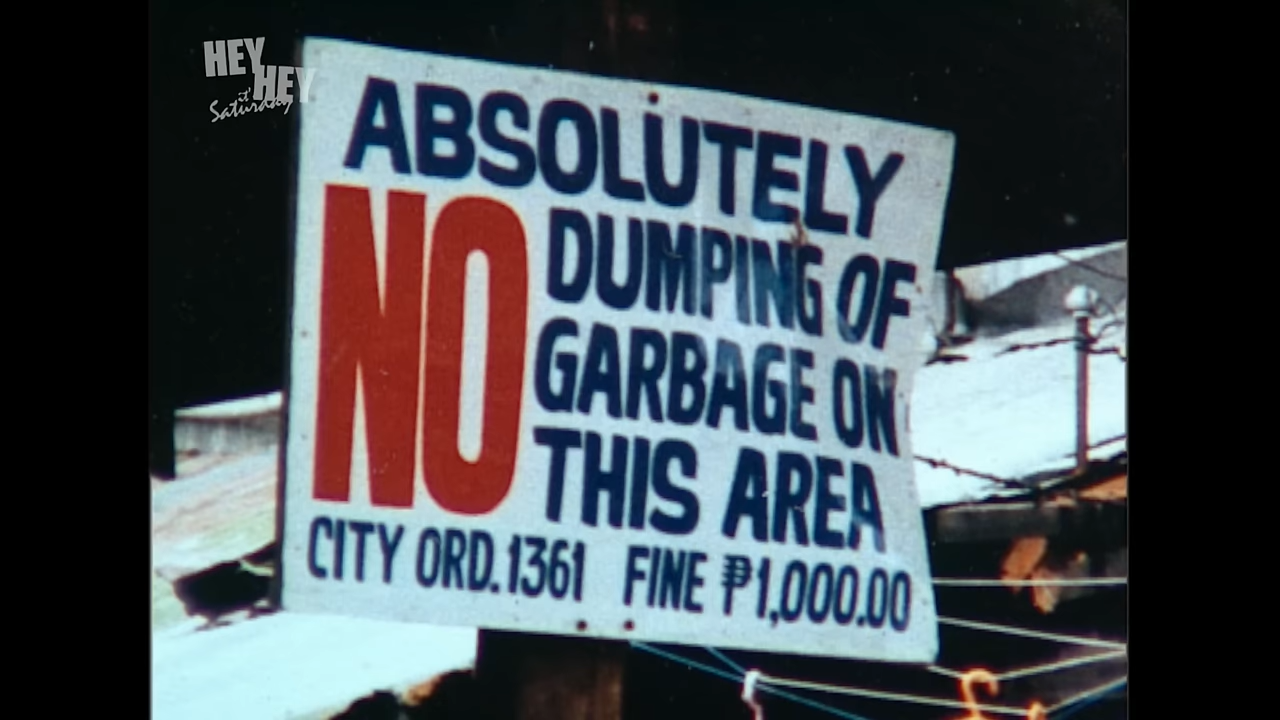 HEY
HEY
it's
Saturday
ABSOLUTELY
NO
DUMPING OF
GARBAGE ON
THIS AREA
CITY ORD. 1361 FINE ₱1,000.00